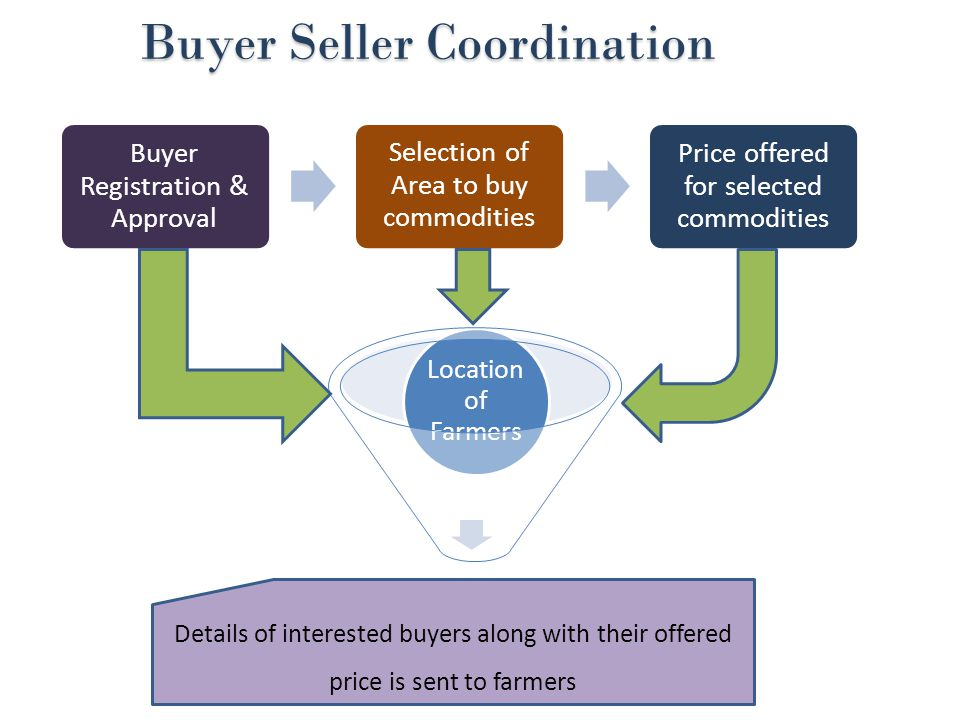 Buyer Seller Coordination
Buyer
Registration &
Approval
Selection of
Area to buy
commodities
Price offered
for selected
commodities
Location
of
Farmers
Details of interested buyers along with their offered
price is sent to farmers